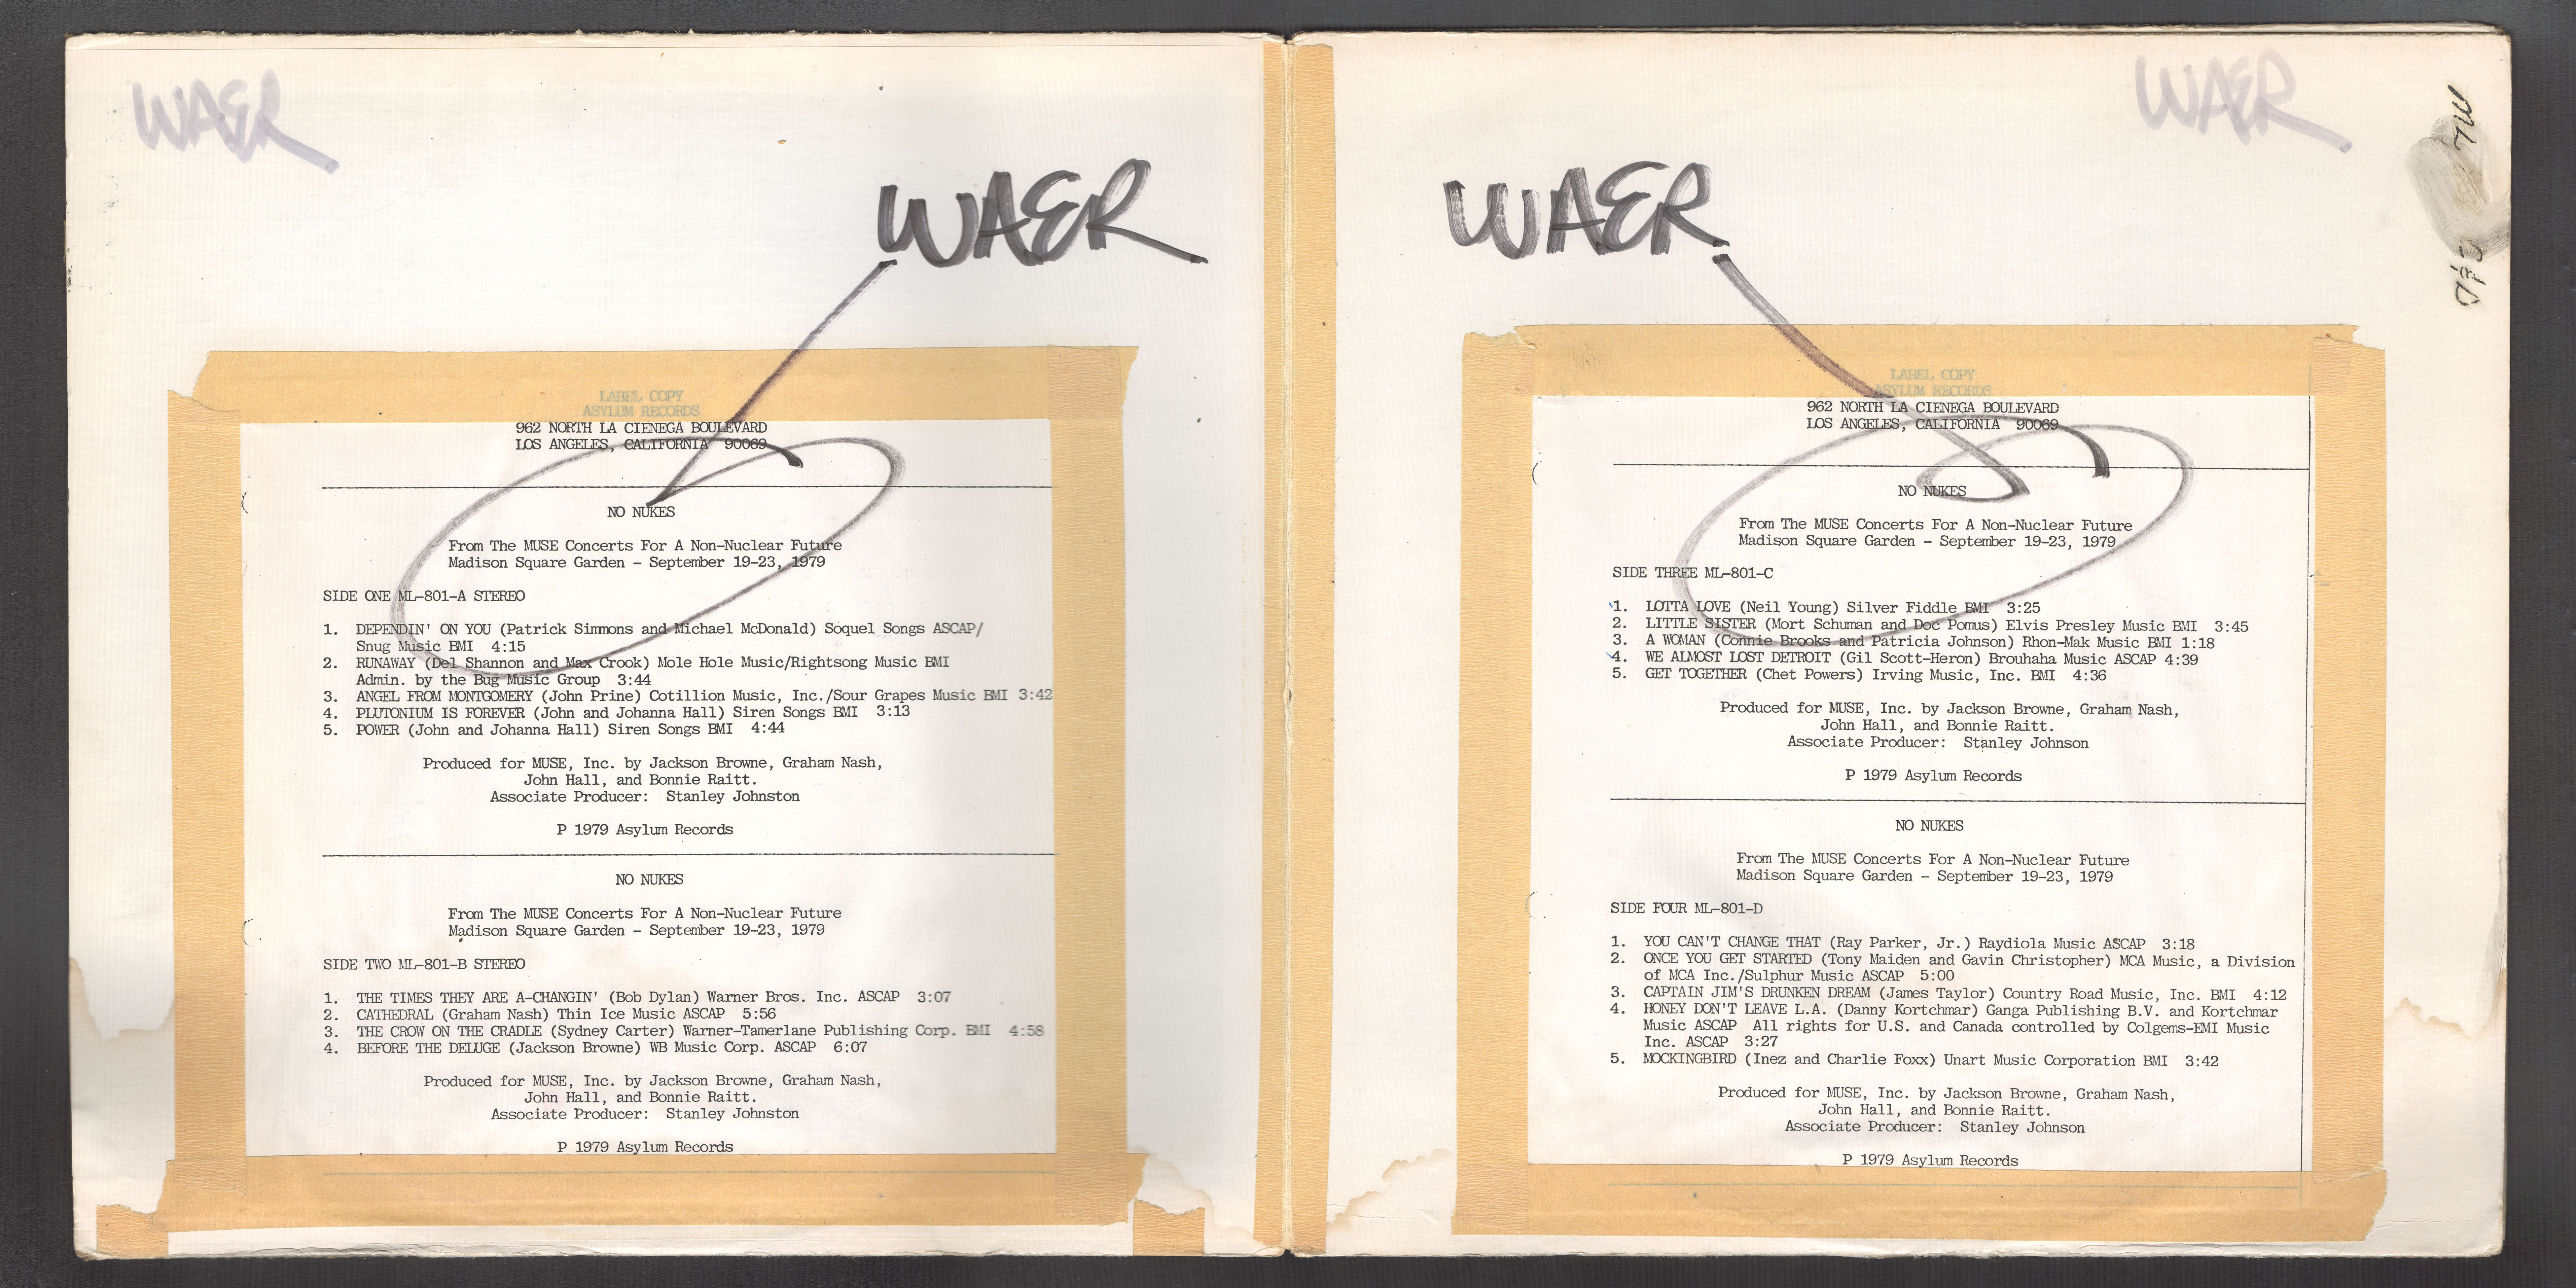 WAER
WAER
LABEL COPY
ASYLUM RECORDS
962 NORTH LA CIENEGA BOULEVARD
LOS ANGELES, CALIFORNIA 90069
NO NUKES
From The MUSE Concerts For A Non-Nuclear Future
Madison Square Garden - September 19-23, 1979
SIDE ONE ML-801-A STEREO
1. DEPENDIN' ON YOU (Patrick Simmons and Michael McDonald) Soquel Songs ASCAP/
Snug Music BMI 4:15
2. RUNAWAY (Del Shannon and Max Crook) Mole Hole Music/Rightsong Music BMI
Admin. by the Bug Music Group 3:44
3. ANGEL FROM MONTGOMERY (John Prine) Cotillion Music, Inc./Sour Grapes Music BMI 3:42
4. PLUTONIUM IS FOREVER (John and Johanna Hall) Siren Songs BMI 3:13
5. POWER (John and Johanna Hall) Siren Songs BMI 4:44
Produced for MUSE, Inc. by Jackson Browne, Graham Nash,
John Hall, and Bonnie Raitt.
Associate Producer: Stanley Johnston
P 1979 Asylum Records
NO NUKES
From The MUSE Concerts For A Non-Nuclear Future
Madison Square Garden - September 19-23, 1979
SIDE TWO ML-801-B STEREO
1. THE TIMES THEY ARE A-CHANGIN' (Bob Dylan) Warner Bros. Inc. ASCAP 3:07
2. CATHEDRAL (Graham Nash) Thin Ice Music ASCAP 5:56
3. THE CROW ON THE CRADLE (Sydney Carter) Warner-Tamerlane Publishing Corp. BMI 4:58
4. BEFORE THE DELUGE (Jackson Browne) WB Music Corp. ASCAP 6:07
Produced for MUSE, Inc. by Jackson Browne, Graham Nash,
John Hall, and Bonnie Raitt.
Associate Producer: Stanley Johnston
P 1979 Asylum Records
WAER
WAER
LABEL COPY
ASYLUM RECORDS
962 NORTH LA CIENEGA BOULEVARD
LOS ANGELES, CALIFORNIA 90069
NO NUKES
From The MUSE Concerts For A Non-Nuclear Future
Madison Square Garden - September 19-23, 1979
SIDE THREE ML-801-C
1. LOTTA LOVE (Neil Young) Silver Fiddle BMI 3:25
2. LITTLE SISTER (Mort Schuman and Doc Pomus) Elvis Presley Music BMI 3:45
3. A WOMAN (Connie Brooks and Patricia Johnson) Rhon-Mak Music BMI 1:18
4. WE ALMOST LOST DETROIT (Gil Scott-Heron) Brouhaha Music ASCAP 4:39
5. GET TOGETHER (Chet Powers) Irving Music, Inc. BMI 4:36
Produced for MUSE, Inc. by Jackson Browne, Graham Nash,
John Hall, and Bonnie Raitt.
Associate Producer: Stanley Johnson
P 1979 Asylum Records
NO NUKES
From The MUSE Concerts For A Non-Nuclear Future
Madison Square Garden - September 19-23, 1979
SIDE FOUR ML-801-D
1. YOU CAN'T CHANGE THAT (Ray Parker, Jr.) Raydiola Music ASCAP 3:18
2. ONCE YOU GET STARTED (Tony Maiden and Gavin Christopher) MCA Music, a Division
of MCA Inc./Sulphur Music ASCAP 5:00
3. CAPTAIN JIM'S DRUNKEN DREAM (James Taylor) Country Road Music, Inc. BMI 4:12
4. HONEY DON'T LEAVE L.A. (Danny Kortchmar) Ganga Publishing B.V. and Kortchmar
Music ASCAP All rights for U.S. and Canada controlled by Colgems-EMI Music
Inc. ASCAP 3:27
5. MOCKINGBIRD (Inez and Charlie Foxx) Unart Music Corporation BMI 3:42
Produced for MUSE, Inc. by Jackson Browne, Graham Nash,
John Hall, and Bonnie Raitt.
Associate Producer: Stanley Johnson
P 1979 Asylum Records